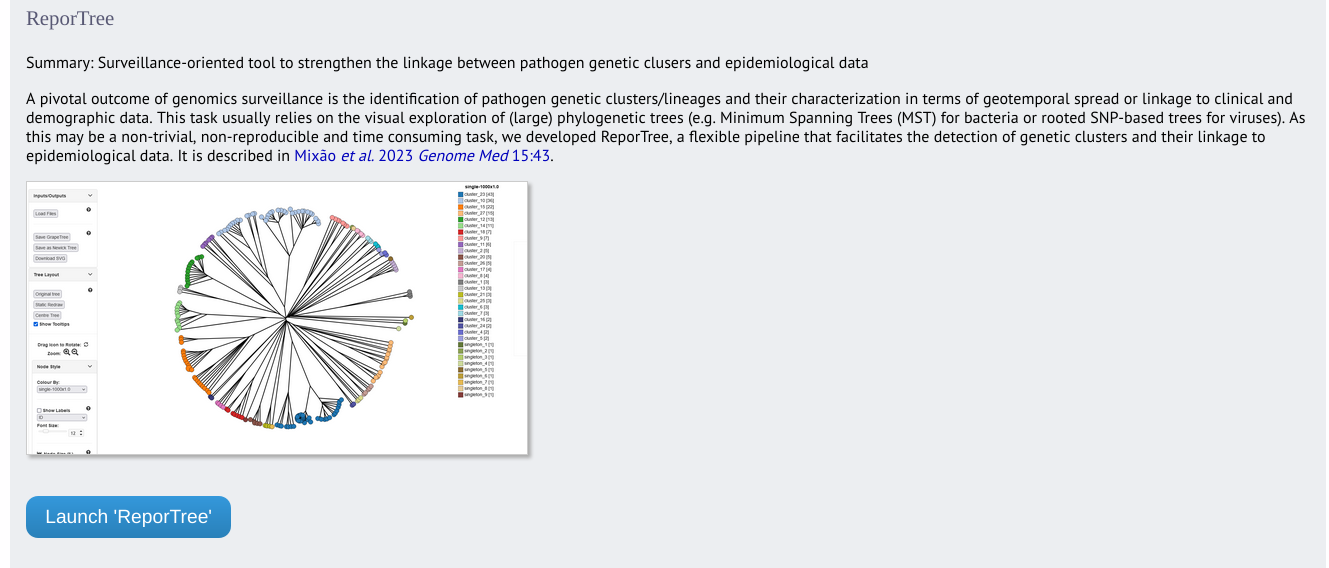 ReporTree
Summary: Surveillance-oriented tool to strengthen the linkage between pathogen genetic clusers and epidemiological data
A pivotal outcome of genomics surveillance is the identification of pathogen genetic clusters/lineages and their characterization in terms of geotemporal spread or linkage to clinical and
demographic data. This task usually relies on the visual exploration of (large) phylogenetic trees (e.g. Minimum Spanning Trees (MST) for bacteria or rooted SNP-based trees for viruses). As
this may be a non-trivial, non-reproducible and time consuming task, we developed ReporTree, a flexible pipeline that facilitates the detection of genetic clusters and their linkage to
epidemiological data. It is described in Mixão et al. 2023 Genome Med 15:43.
Inputs/Outputs
Load Files
Save GrapeTree
Save as Newick Tree
Download SVG
Tree Layout
Original tree
Static Redraw
Centre Tree
Show Tooltips
Drag Icon to Rotate:
Zoom:
Node Style
Colour By:
single-1000x1.0
Show Labels
ID
Font Size:
12
single-1000x1.0
cluster_23 [43]
cluster_10 [36]
cluster_15 [22]
cluster_27 [16]
cluster_12 [13]
cluster_14 [11]
cluster_18 [7]
cluster_9 [7]
cluster_11 [6]
cluster_2 [5]
cluster_20 [5]
cluster_26 [5]
cluster_17 [4]
cluster_8 [4]
cluster_1 [3]
cluster_13 [3]
cluster_21 [3]
cluster_25 [3]
cluster_6 [3]
cluster_7 [3]
cluster_16 [2]
cluster_24 [2]
cluster_4 [2]
cluster_5 [2]
singleton_1 [1]
singleton_2 [1]
singleton_3 [1]
singleton_4 [1]
singleton_5 [1]
singleton_6 [1]
singleton_7 [1]
singleton_8 [1]
singleton_9 [1]
Launch 'ReporTree'